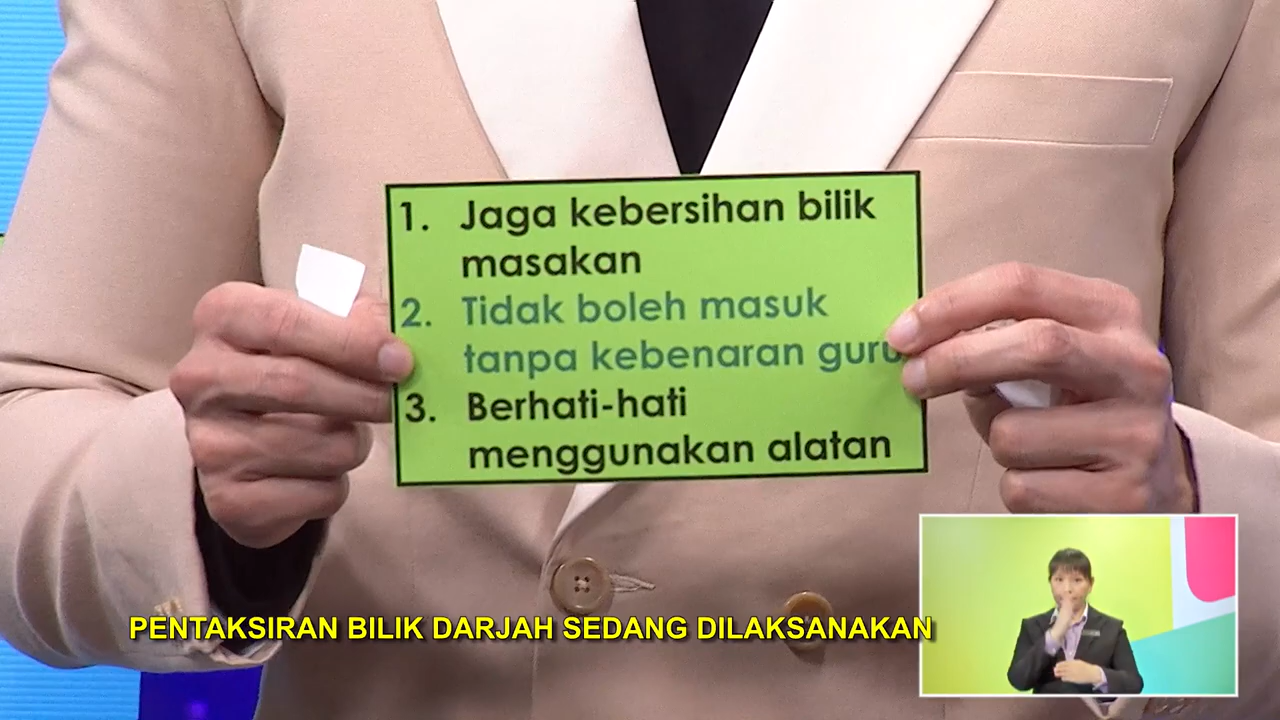 1. Jaga kebersihan bilik
masakan
2. Tidak boleh masuk
tanpa kebenaran guru
3. Berhati-hati
menggunakan alatan
PENTAKSIRAN BILIK DARJAH SEDANG DILAKSANAKAN